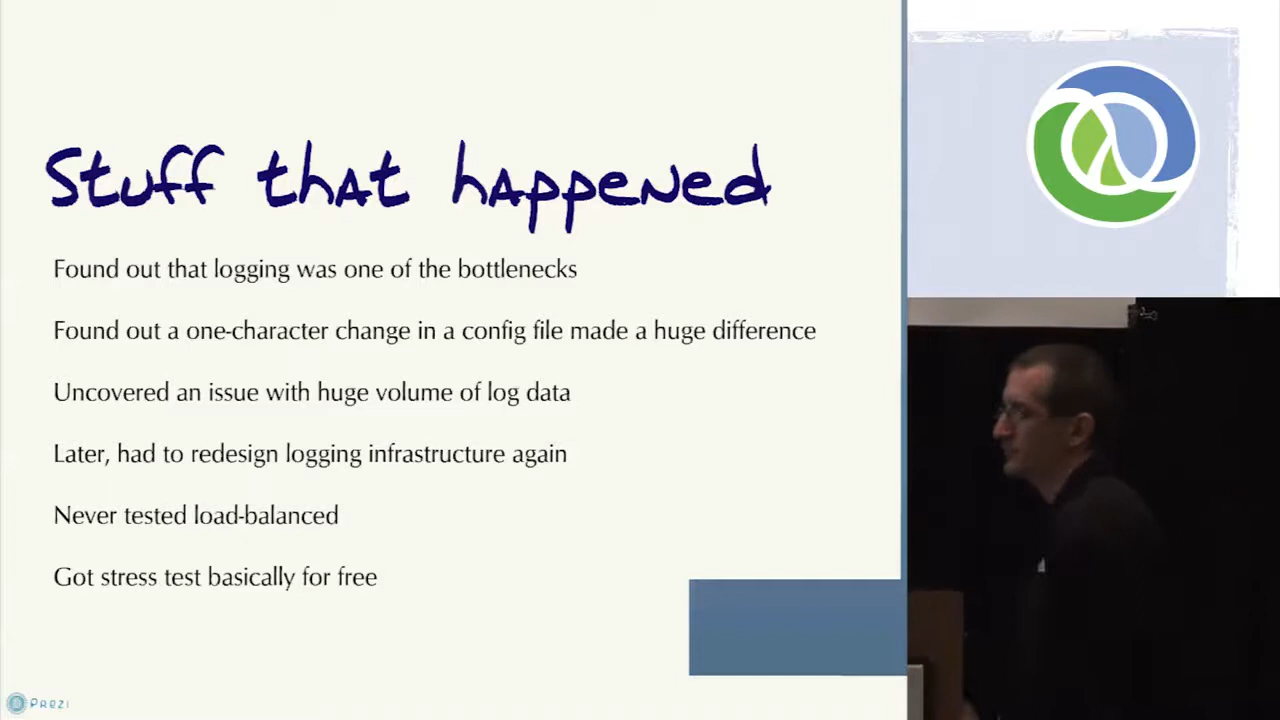 Stuff that happened
Found out that logging was one of the bottlenecks
Found out a one-character change in a config file made a huge difference
Uncovered an issue with huge volume of log data
Later, had to redesign logging infrastructure again
Never tested load-balanced
Got stress test basically for free
Prezi